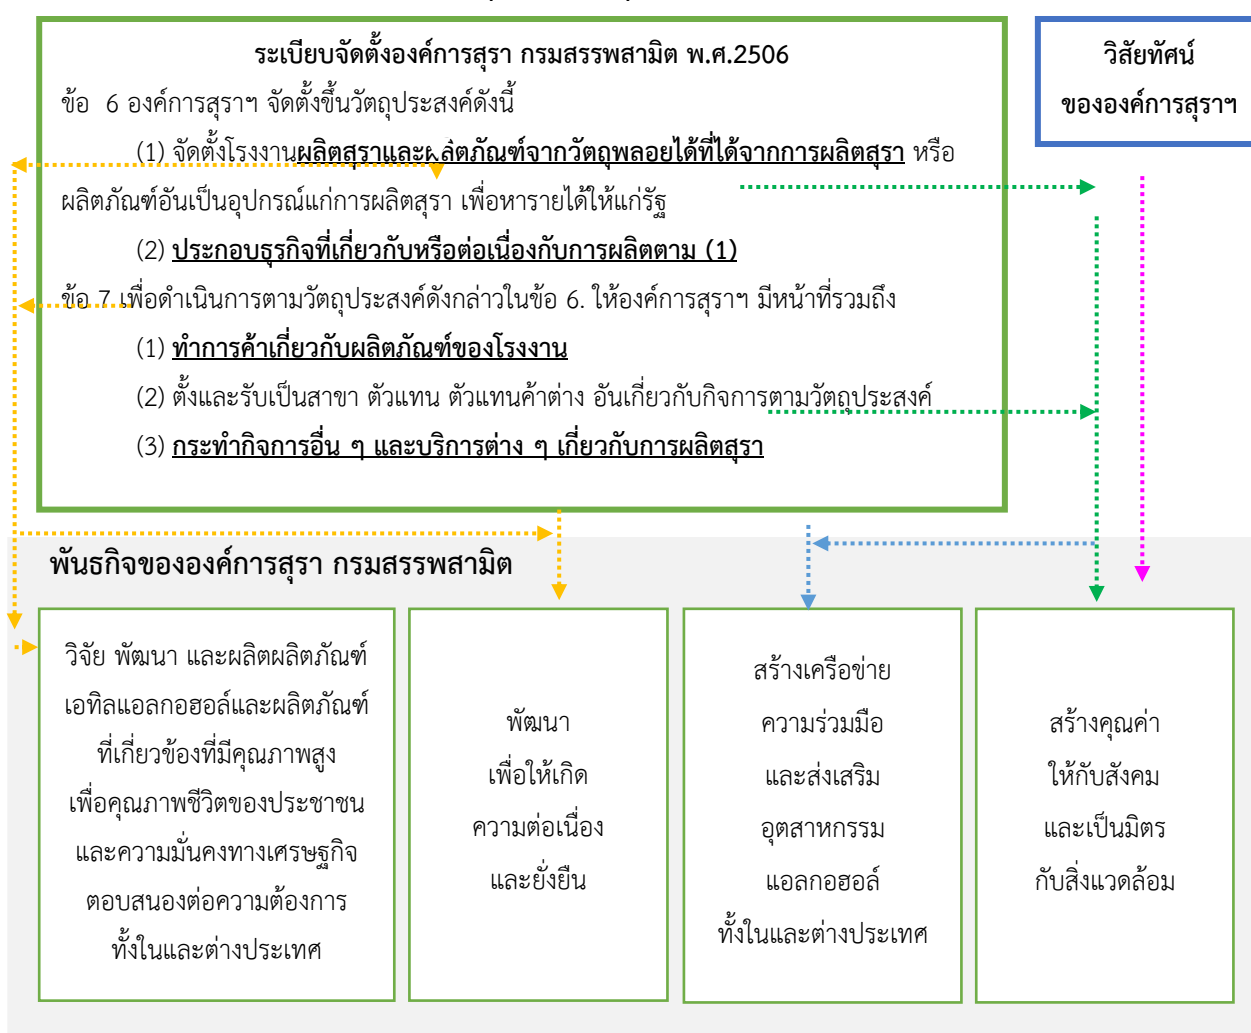 ระเบียบจัดตั้งองค์การสุรา กรมสรรพสามิต พ.ศ.2506
ข้อ 6 องค์การสุราฯ จัดตั้งขึ้นวัตถุประสงค์ดังนี้
(1) จัดตั้งโรงงานผลิตสุราและผลิตภัณฑ์จากวัตถุพลอยได้ที่ได้จากการผลิตสุรา หรือ
ผลิตภัณฑ์อันเป็นอุปกรณ์แก่การผลิตสุรา เพื่อหารายได้ให้แก่รัฐ
(2) ประกอบธุรกิจที่เกี่ยวกับหรือต่อเนื่องกับการผลิตตาม (1)
ข้อ 7 เพื่อดำเนินการตามวัตถุประสงค์ดังกล่าวในข้อ 6. ให้องค์การสุราฯ มีหน้าที่รวมถึง
(1) ทำการค้าเกี่ยวกับผลิตภัณฑ์ของโรงงาน
(2) ตั้งและรับเป็นสาขา ตัวแทน ตัวแทนค้าต่าง อันเกี่ยวกับกิจการตามวัตถุประสงค์
(3) กระทำกิจการอื่น ๆ และบริการต่าง ๆ เกี่ยวกับการผลิตสุรา
วิสัยทัศน์
ขององค์การสุราฯ
พันธกิจขององค์การสุรา กรมสรรพสามิต
วิจัย พัฒนา และผลิตผลิตภัณฑ์
เอทิลแอลกอฮอล์และผลิตภัณฑ์
ที่เกี่ยวข้องที่มีคุณภาพสูง
เพื่อคุณภาพชีวิตของประชาชน
และความมั่นคงทางเศรษฐกิจ
ตอบสนองต่อความต้องการ
ทั้งในและต่างประเทศ
พัฒนา
เพื่อให้เกิด
ความต่อเนื่อง
และยั่งยืน
สร้างเครือข่าย
ความร่วมมือ
และส่งเสริม
อุตสาหกรรม
แอลกอฮอล์
ทั้งในและต่างประเทศ
สร้างคุณค่า
ให้กับสังคม
และเป็นมิตร
กับสิ่งแวดล้อม